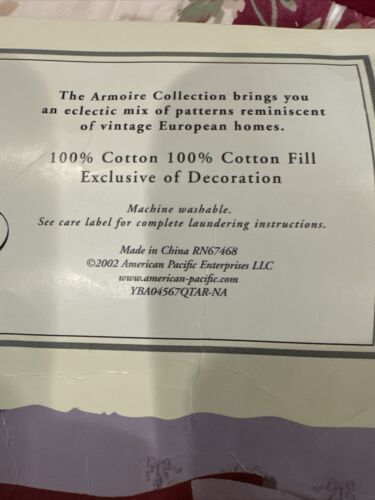 The Armoire Collection brings you
an eclectic mix of patterns reminiscent
of vintage European homes.
100% Cotton 100% Cotton Fill
Exclusive of Decoration
Machine washable.
See care label for complete laundering instructions.
Made in China RN67468
©2002 American Pacific Enterprises LLC
www.american-pacific.com
YBA04567QTAR-NA